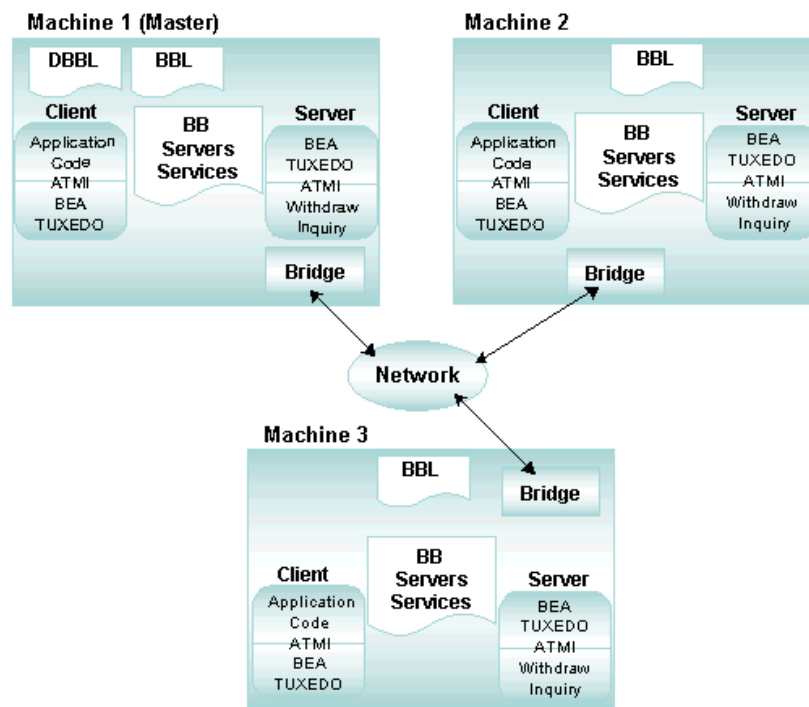 Machine 1 (Master)
DBBL
BBL
Client
Application
Code
ATMI
BEA
TUXEDO
BB
Servers
Services
Server
BEA
TUXEDO
ATMI
Withdraw
Inquiry
Bridge
Machine 2
BBL
Client
Application
Code
ATMI
BEA
TUXEDO
BB
Servers
Services
Server
BEA
TUXEDO
ATMI
Withdraw
Inquiry
Bridge
Network
Machine 3
BBL
Bridge
Client
Application
Code
ATMI
BEA
TUXEDO
BB
Servers
Services
Server
BEA
TUXEDO
ATMI
Withdraw
Inquiry